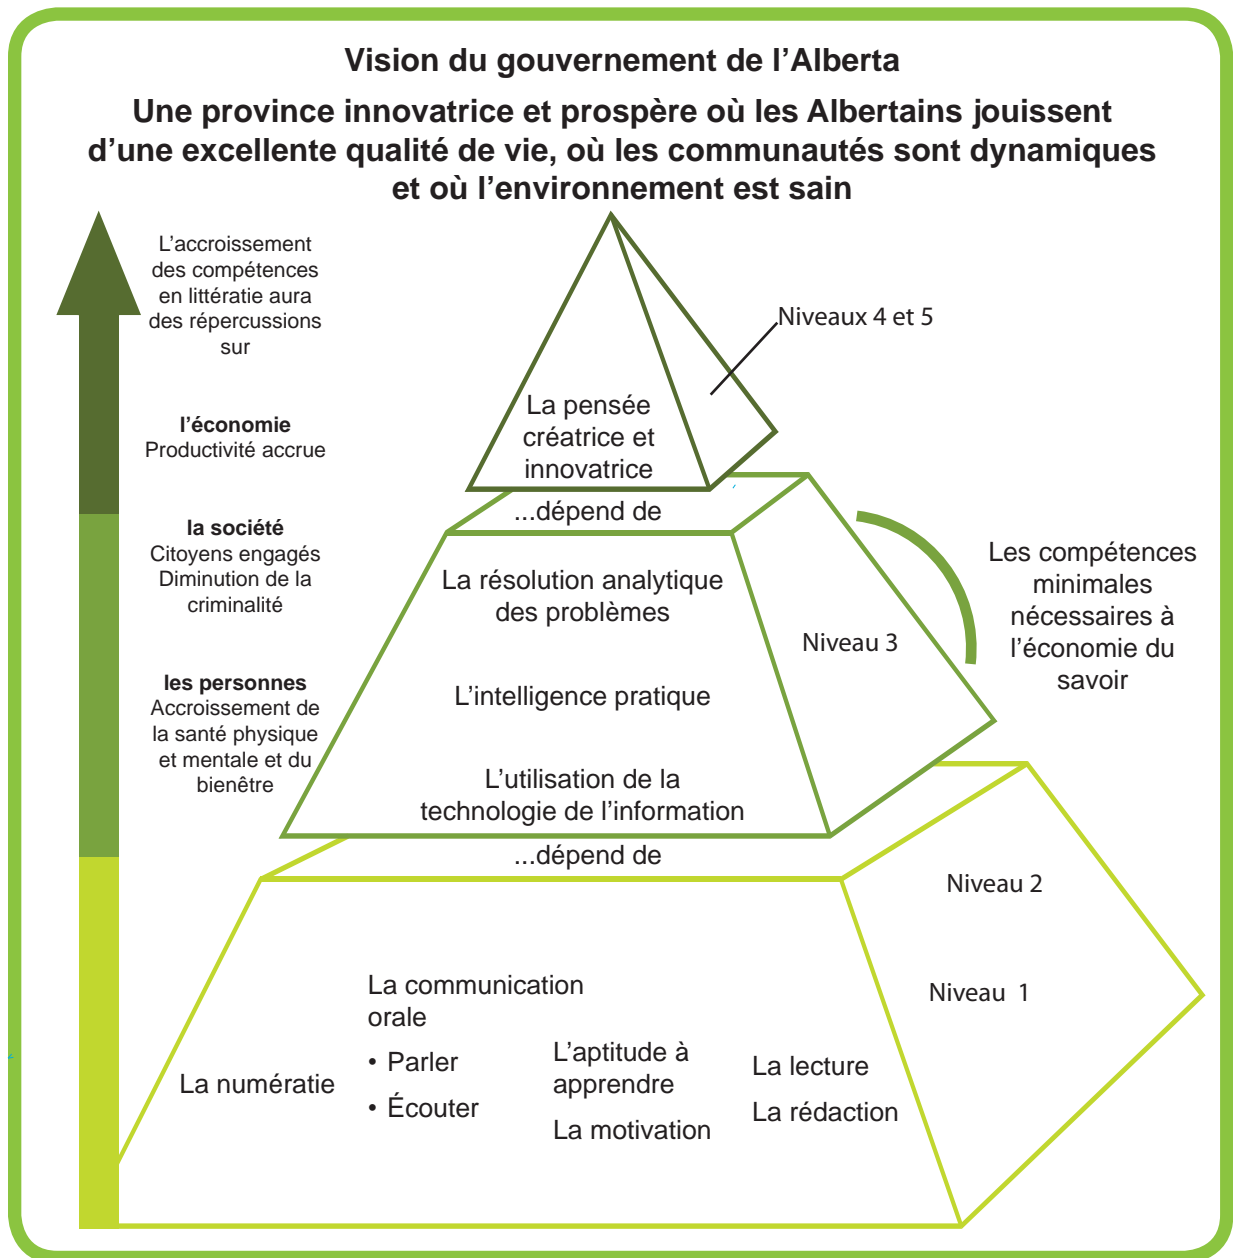 Vision du gouvernement de l'Alberta
Une province innovatrice et prospère où les Albertains jouissent
d'une excellente qualité de vie, où les communautés sont dynamiques
et où l'environnement est sain
L'accroissement
des compétences
en littératie aura
des répercussions
sur
l'économie
Productivité accrue
la société
Citoyens engagés
Diminution de la
criminalité
les personnes
Accroissement de
la santé physique
et mentale et du
bienêtre
Niveaux 4 et 5
La pensée
créatrice et
innovatrice
...dépend de
La résolution analytique
des problèmes
L'intelligence pratique
L'utilisation de la
technologie de l'information
Niveau 3
Les compétences
minimales
nécessaires à
l'économie du
savoir
...dépend de
Niveau 2
Niveau 1
La numératie
La communication
orale
• Parler
• Écouter
L'aptitude à
apprendre
La motivation
La lecture
La rédaction